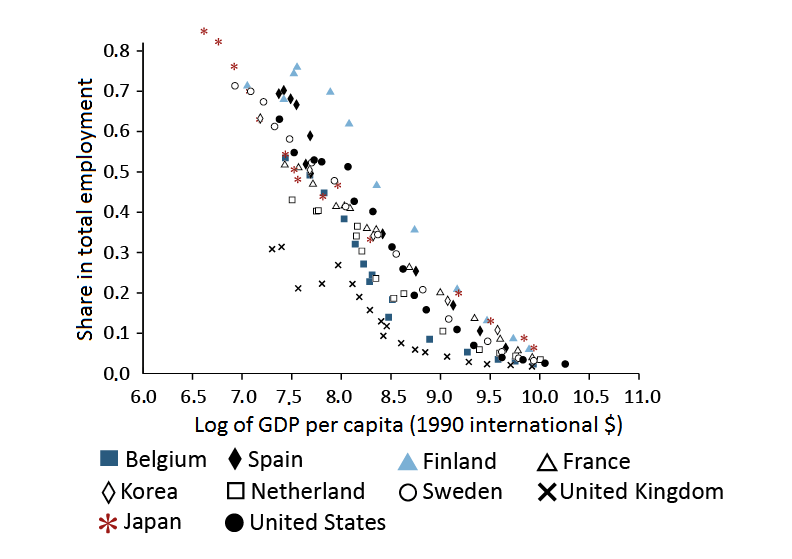 0.8
0.7
0.6
0.5
0.4
0.3
0.2
0.1
0.0
Share in total employment
6.0 6.5 7.0 7.5 8.0 8.5 9.0 9.5 10.0 10.5 11.0
Log of GDP per capita (1990 international $)
Belgium Spain Finland France
Korea Netherland Sweden United Kingdom
Japan United States